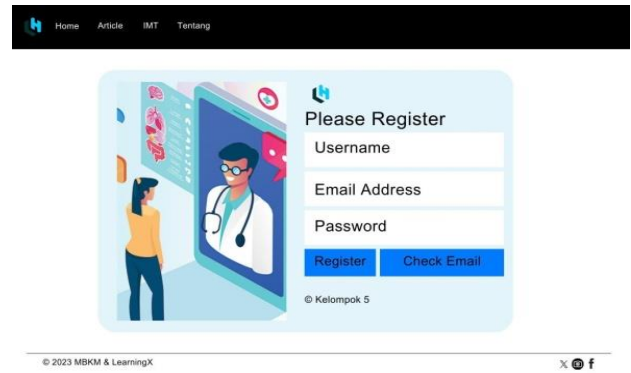 Home Article IMT Tentang
Please Register
Username
Email Address
Password
Register Check Email
© Kelompok 5
© 2023 MBKM & LearningX